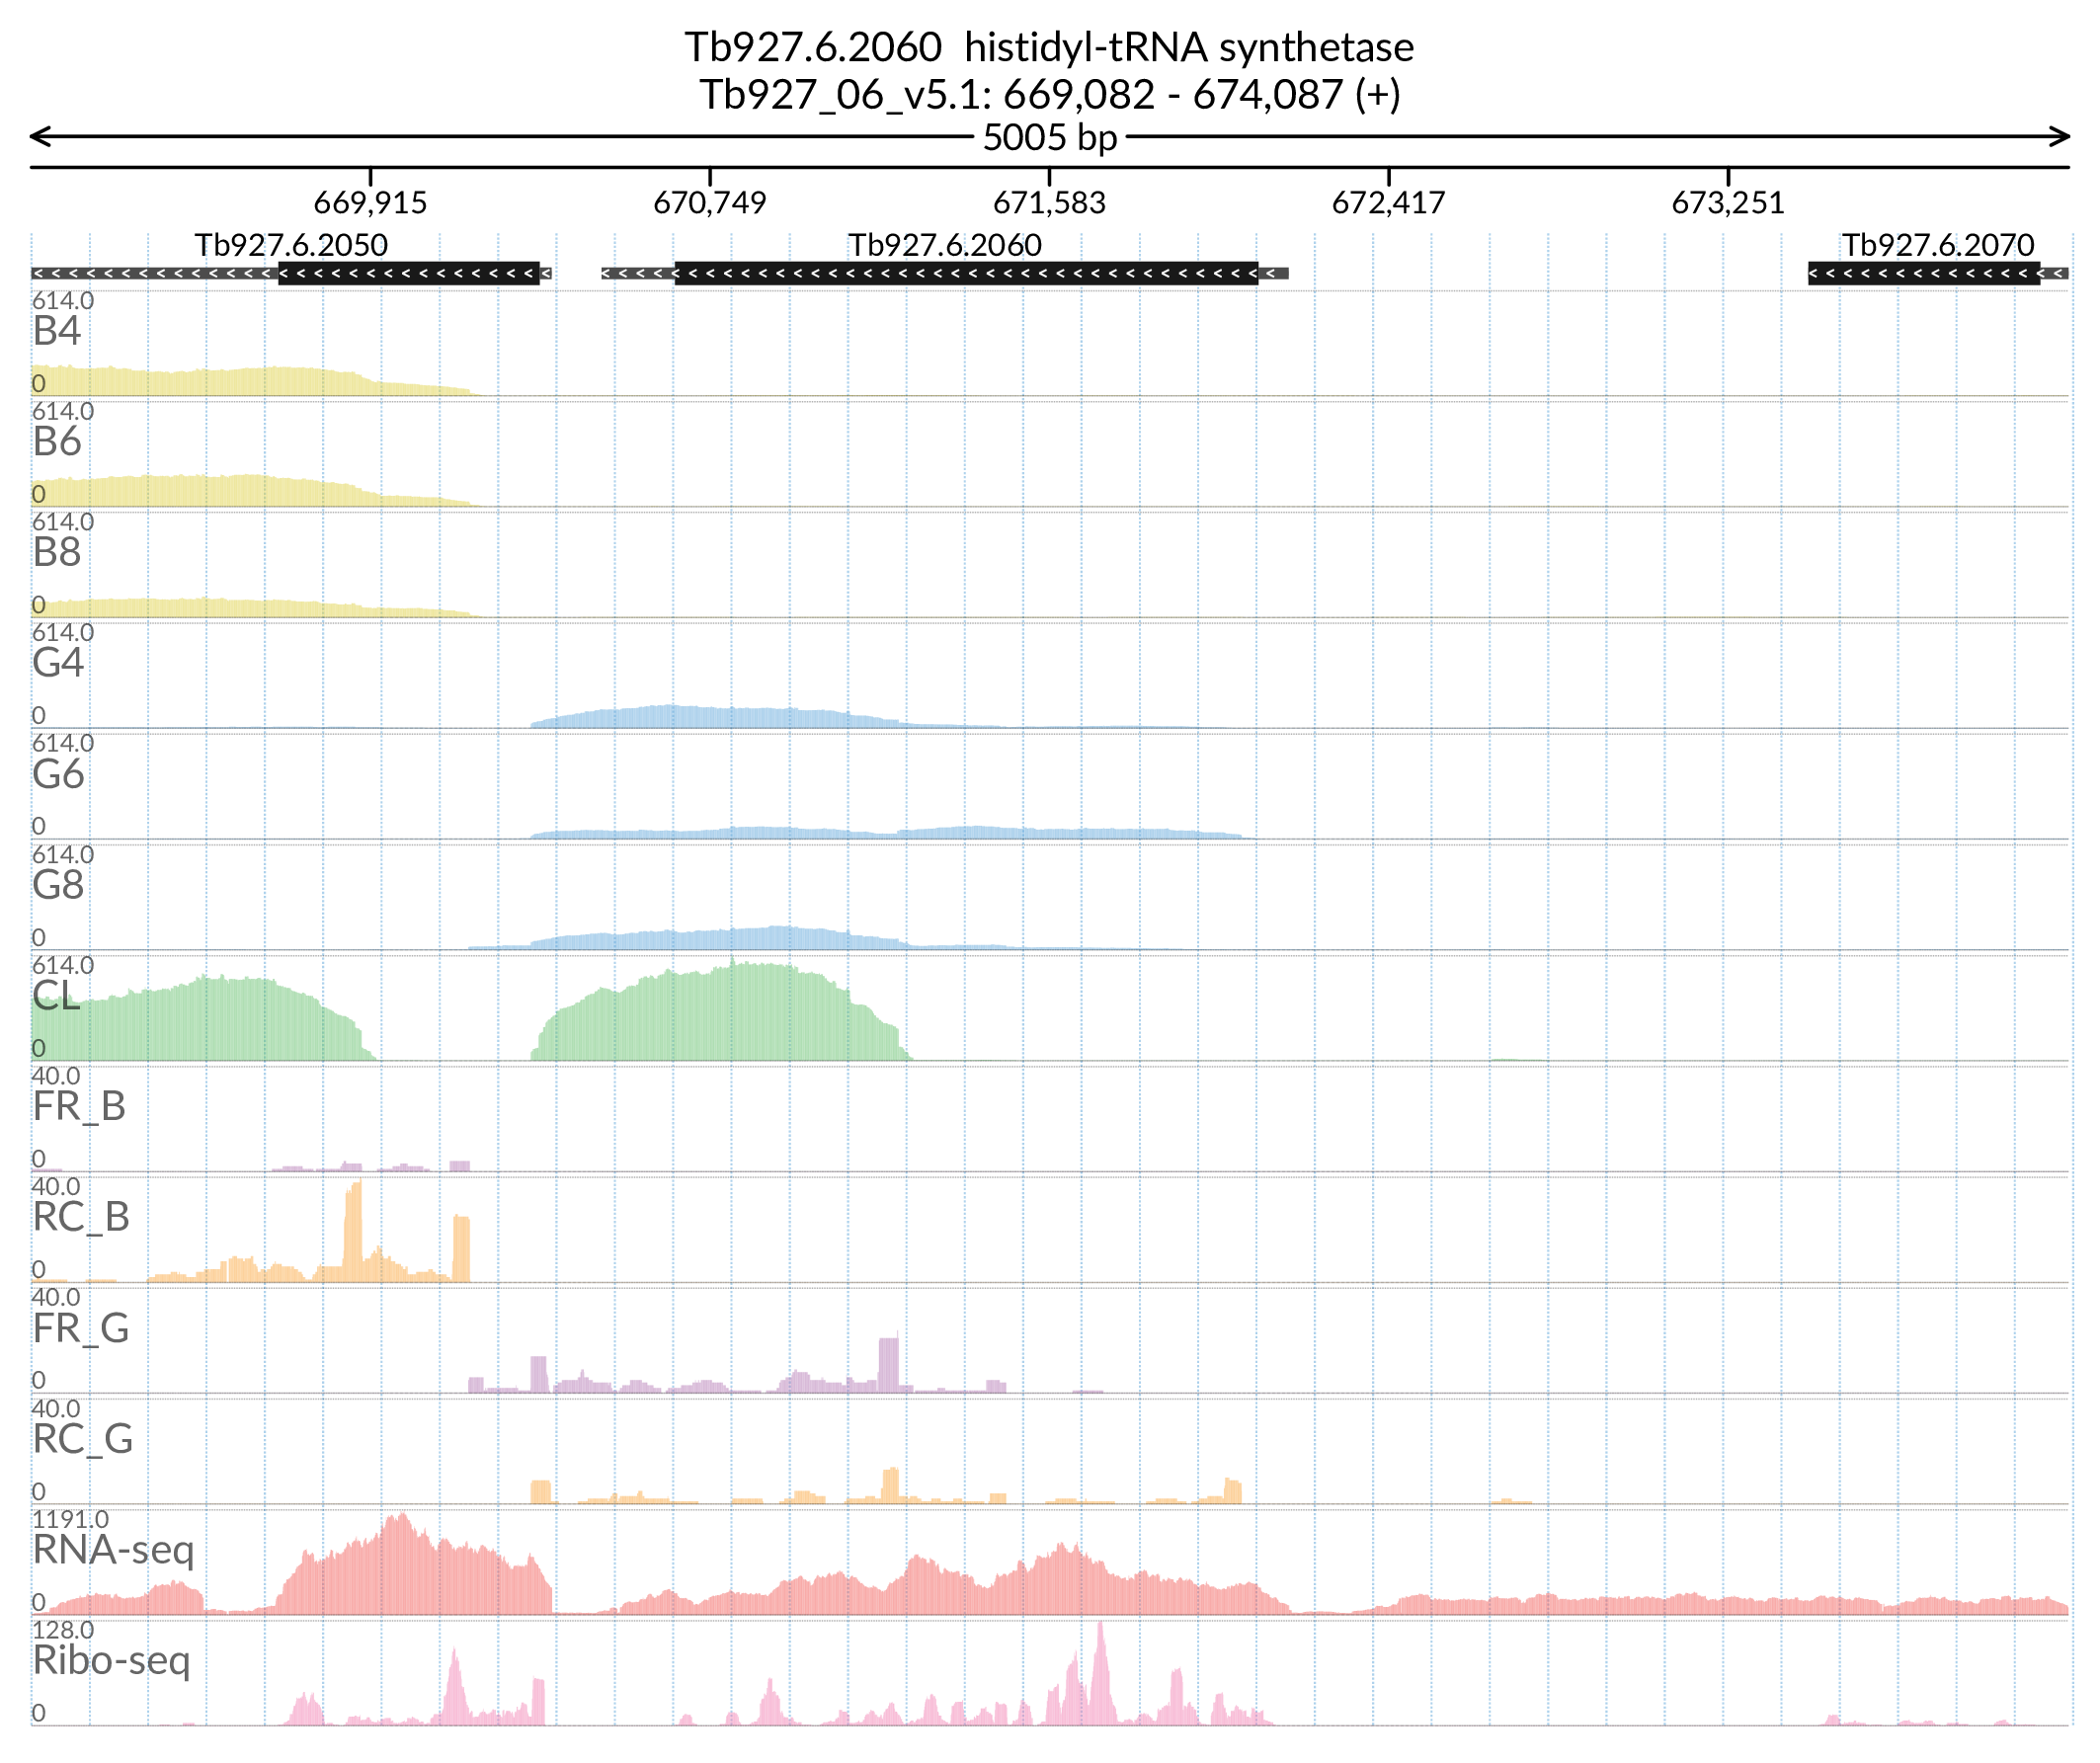 Tb927.6.2060 histidyl-tRNA synthetase
Tb927_06_v5.1: 669,082 - 674,087 (+)
5005 bp
669,915 670,749 671,583 672,417 673,251
Tb927.6.2050 Tb927.6.2060 Tb927.6.2070
614.0
B4
0
614.0
B6
0
614.0
B8
0
614.0
G4
0
614.0
G6
0
614.0
G8
0
614.0
CL
0
40.0
FR_B
0
40.0
RC_B
0
40.0
FR_G
0
40.0
RC_G
0
1191.0
RNA-seq
0
128.0
Ribo-seq
0